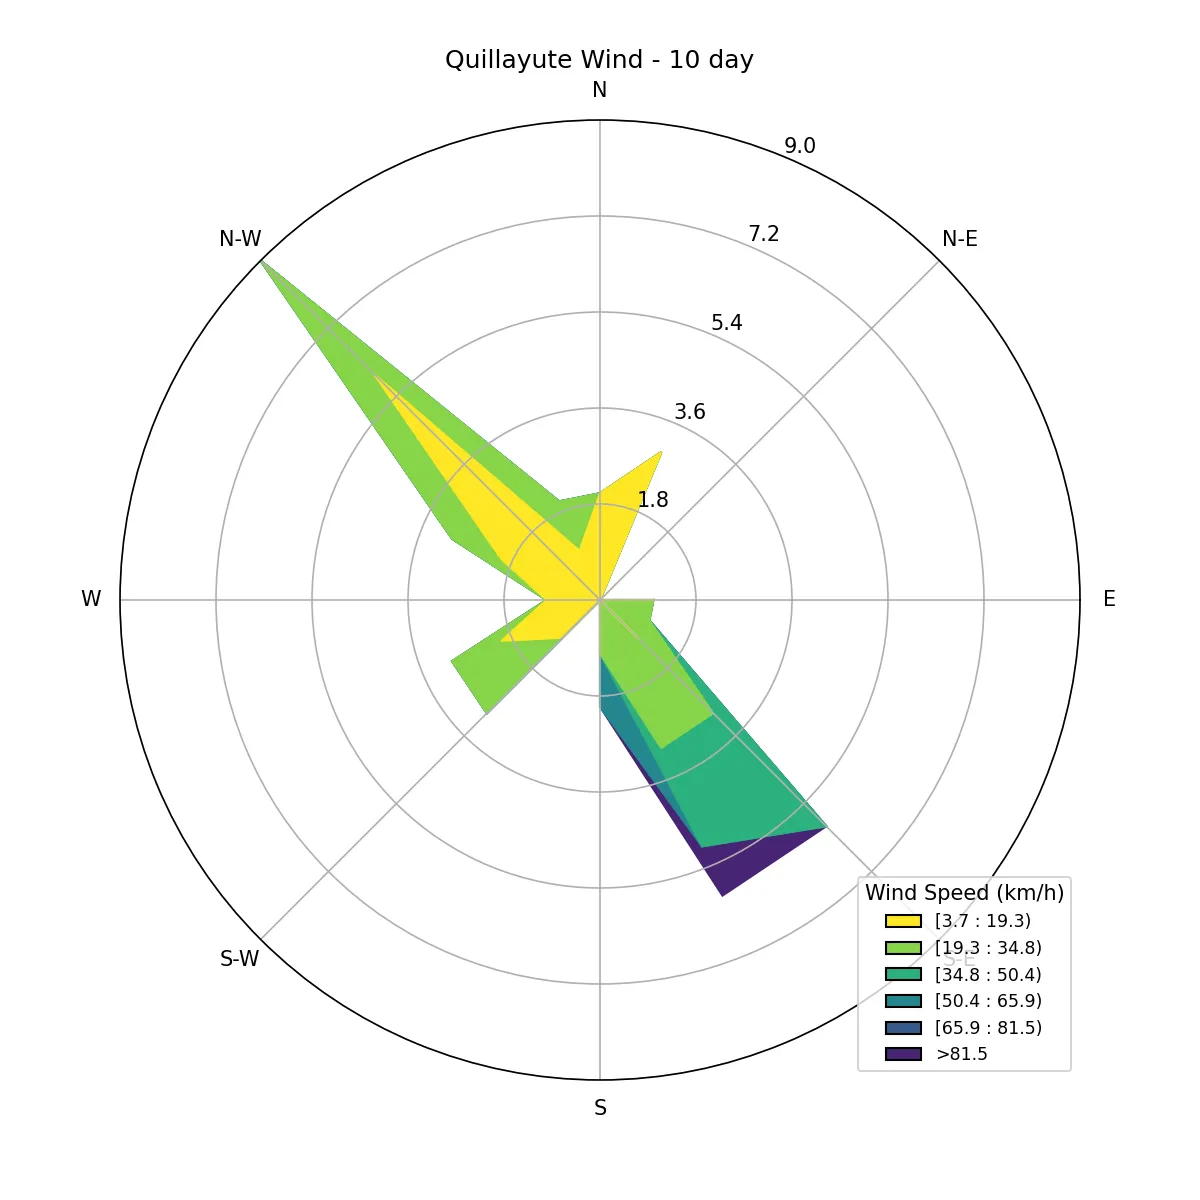 Quillayute Wind - 10 day
N
9.0
N-W
N-E
7.2
5.4
3.6
1.8
W
E
Wind Speed (km/h)
[3.7 : 19.3)
[19.3 : 34.8)
S-W
S-E
[34.8 : 50.4)
[50.4 : 65.9)
[65.9 : 81.5)
>81.5
S